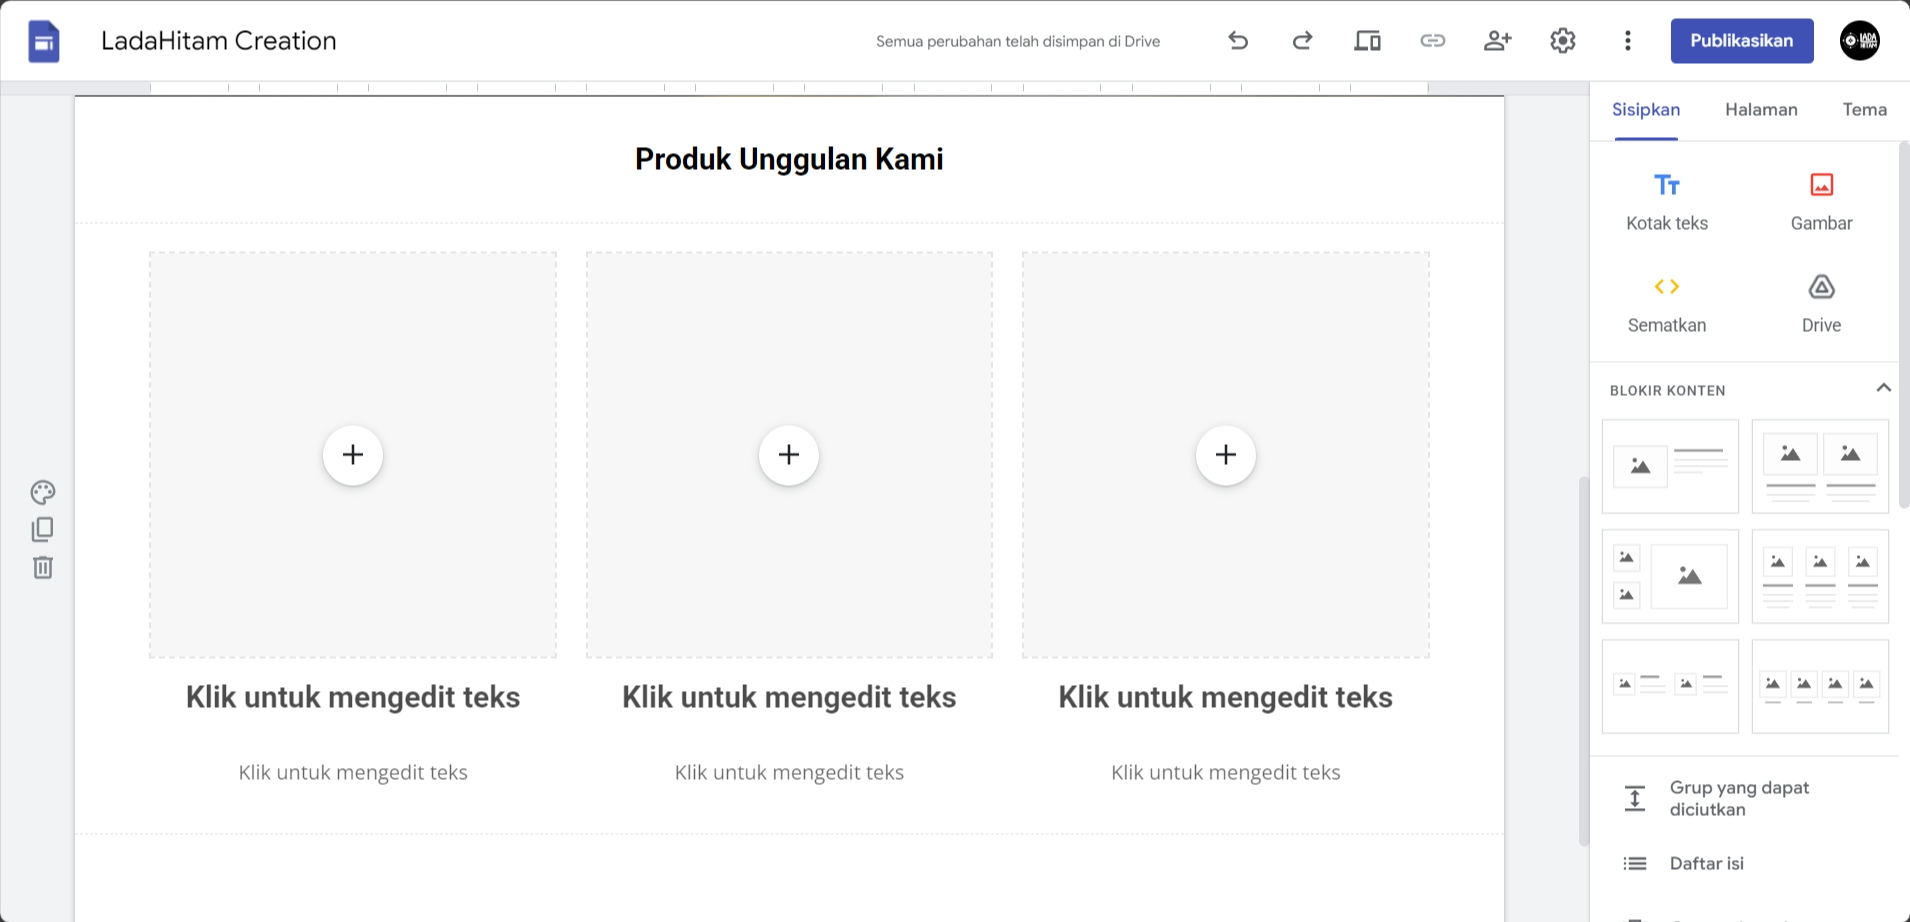 LadaHitam Creation
Semua perubahan telah disimpan di Drive
Publikasikan
LADA
HITAM
Sisipkan
Halaman
Tema
Produk Unggulan Kami
Kotak teks
Gambar
Sematkan
Drive
BLOKIR KONTEN
Klik untuk mengedit teks
Klik untuk mengedit teks
Klik untuk mengedit teks
Klik untuk mengedit teks
Klik untuk mengedit teks
Klik untuk mengedit teks
Grup yang dapat
diciutkan
Daftar isi